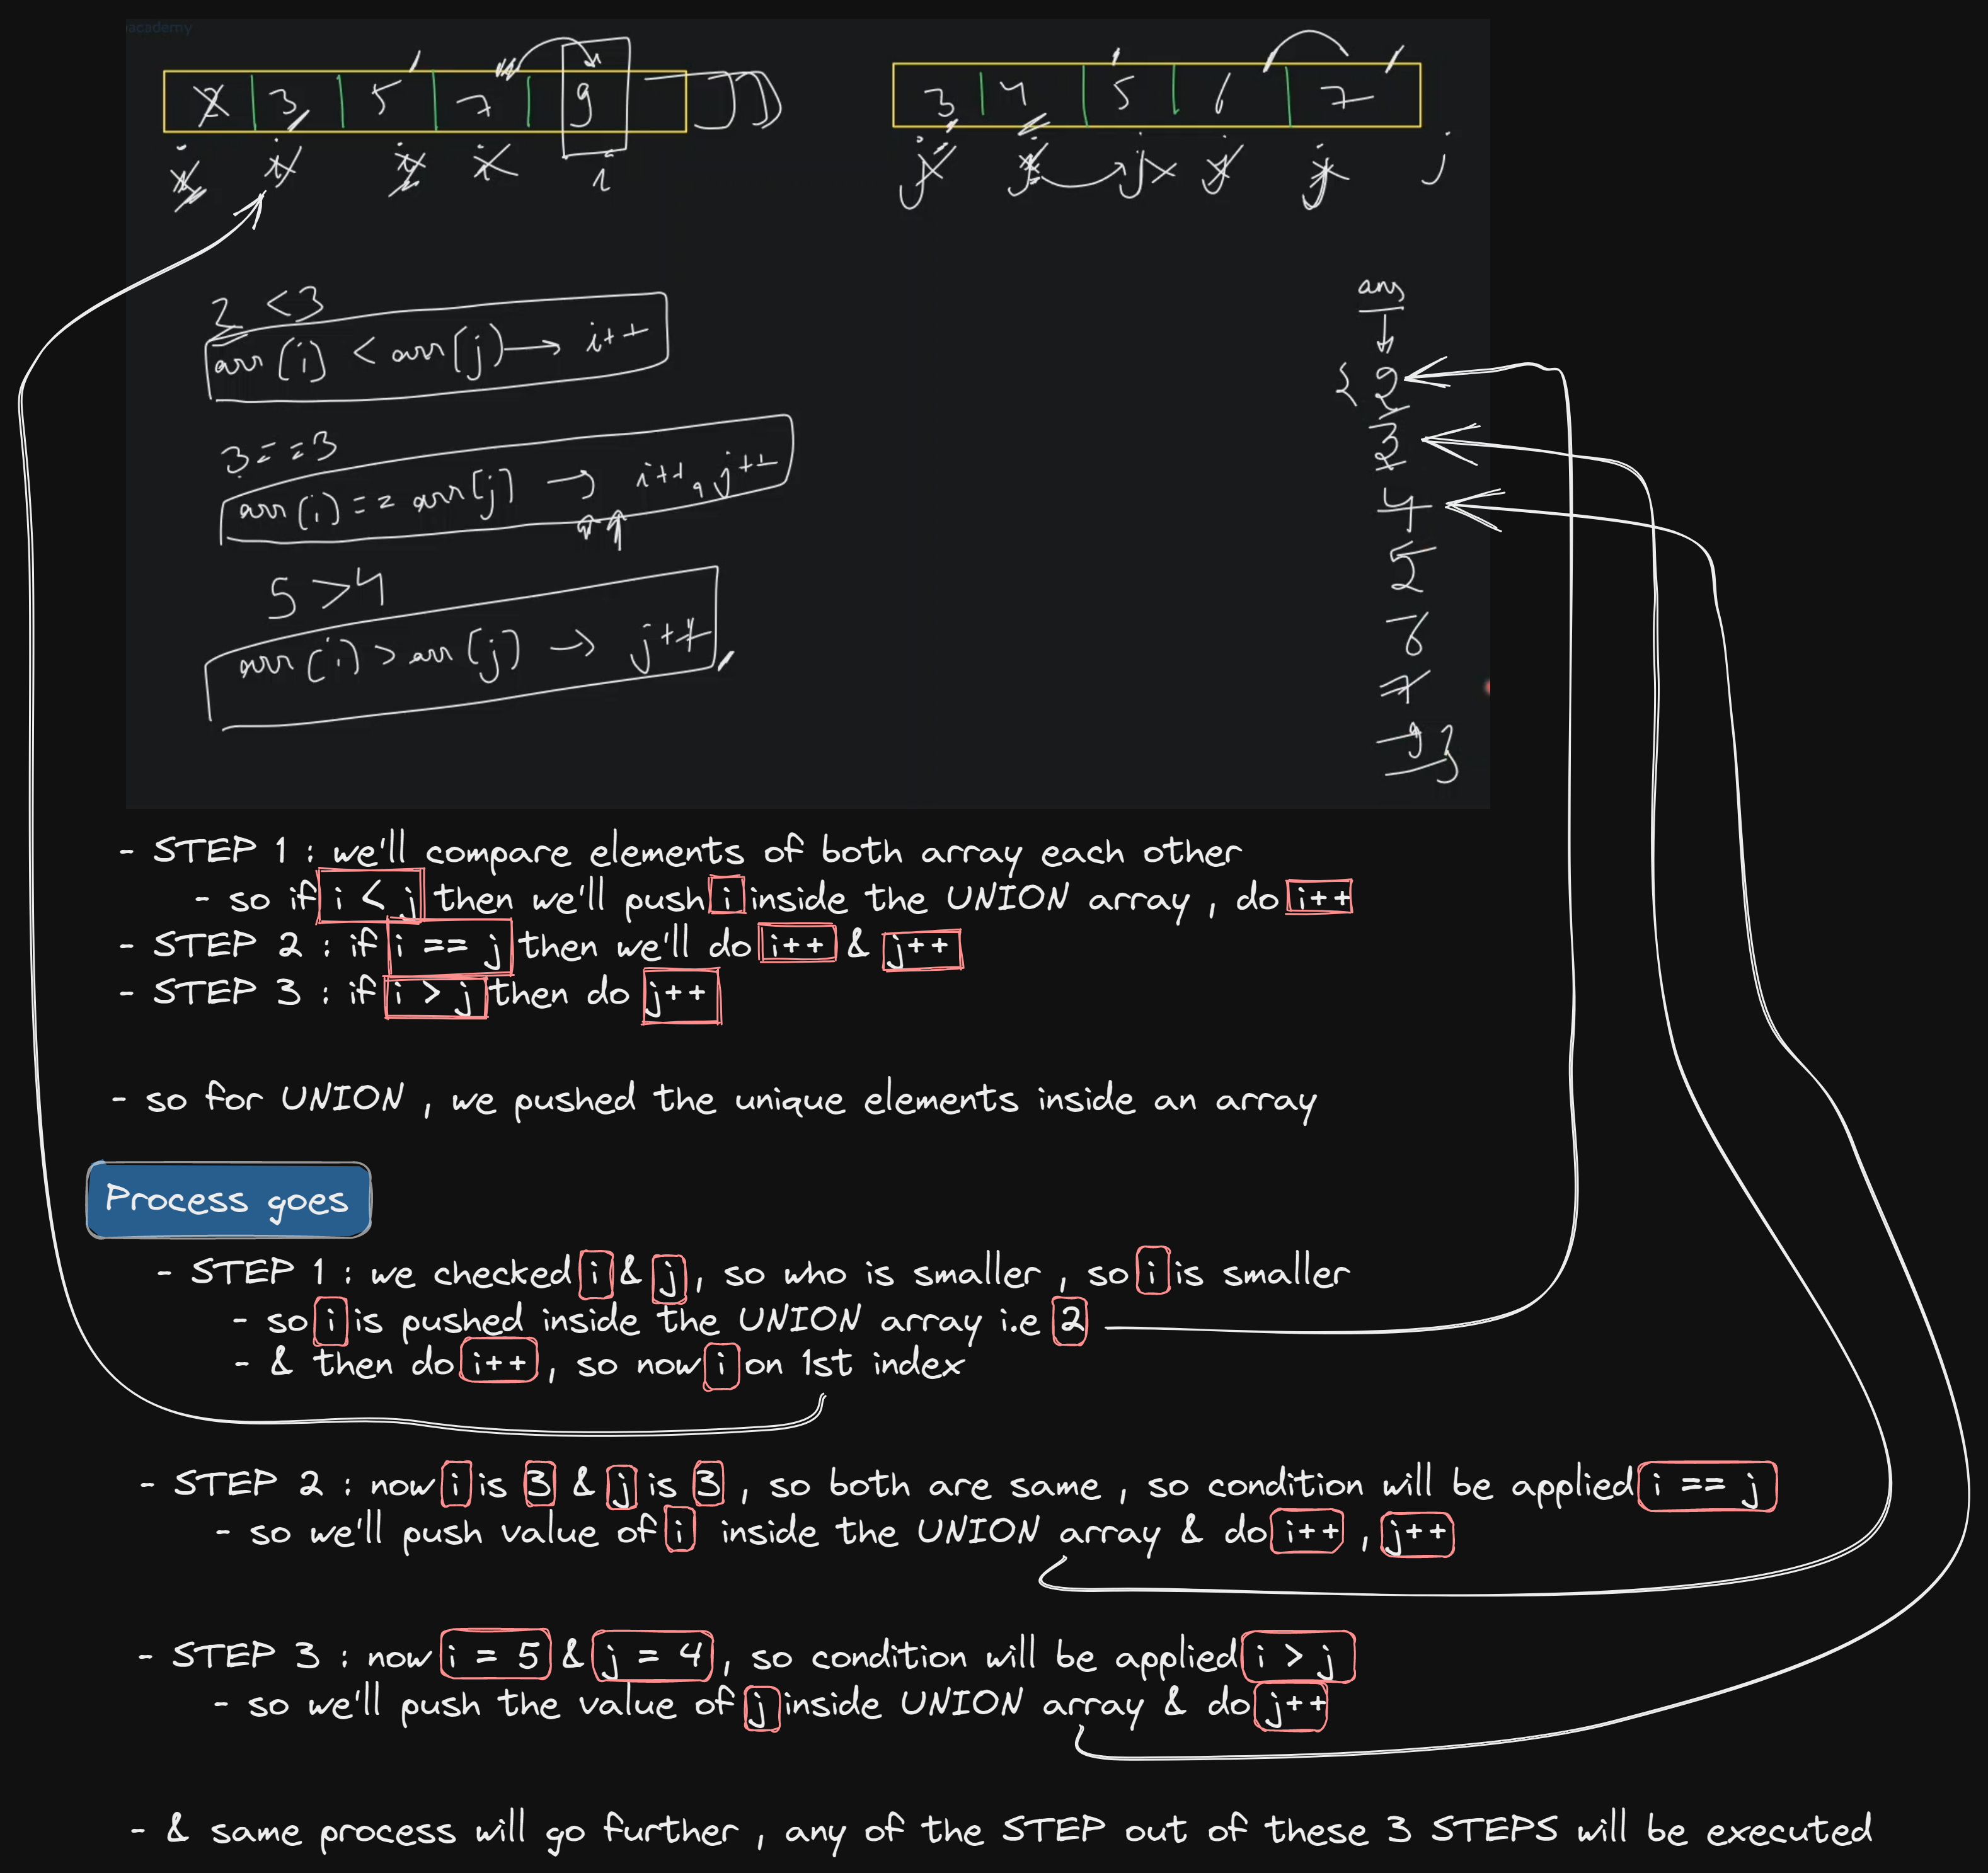 academy
2 3 5 7 9
3 4 5 6 7
i i i i i
j j j j j j
2 < 3
arr(i) < arr[j) → i++
3 == 3
arr(i) == arr[j] → i++, j++
5 > 4
arr(i) > arr[j) → j++
ans
{ 2
3
4
5
6
7
9 }
- STEP 1 : we'll compare elements of both array each other
- so if i < j then we'll push i inside the UNION array , do i++
- STEP 2 : if i == j then we'll do i++ & j++
- STEP 3 : if i > j then do j++
- so for UNION , we pushed the unique elements inside an array
Process goes
- STEP 1 : we checked i & j , so who is smaller , so i is smaller
- so i is pushed inside the UNION array i.e 2
- & then do i++ , so now i on 1st index
- STEP 2 : now i is 3 & j is 3 , so both are same , so condition will be applied i == j
- so we'll push value of i inside the UNION array & do i++ , j++
- STEP 3 : now i = 5 & j = 4 , so condition will be applied i > j
- so we'll push the value of j inside UNION array & do j++
- & same process will go further , any of the STEP out of these 3 STEPS will be executed